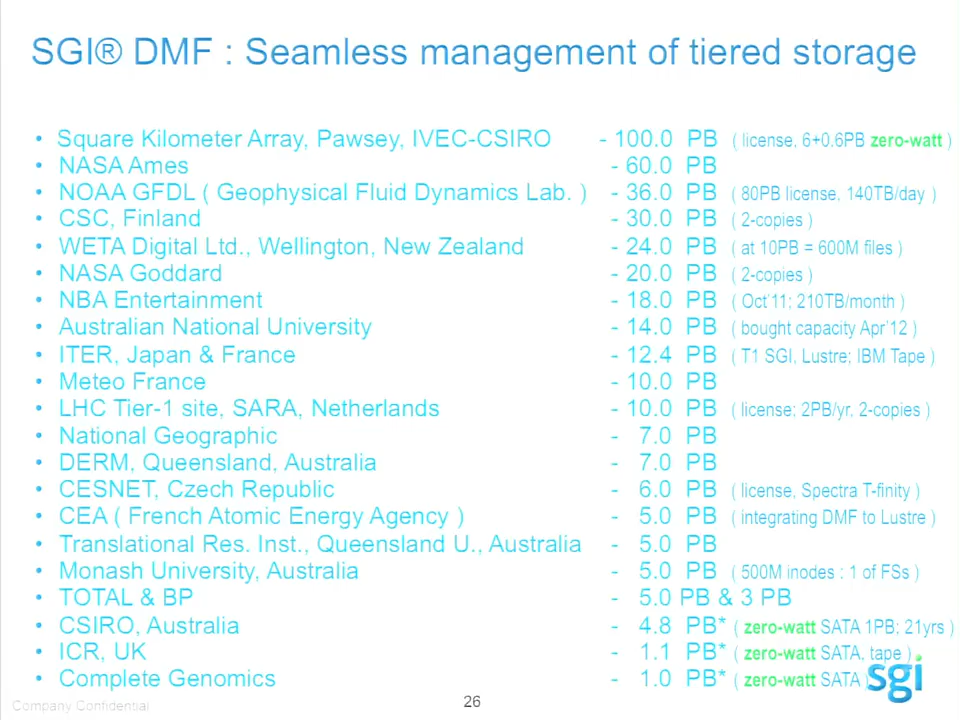 SGI® DMF : Seamless management of tiered storage
• Square Kilometer Array, Pawsey, IVEC-CSIRO - 100.0 PB ( license, 6+0.6PB zero-watt )
• NASA Ames - 60.0 PB
• NOAA GFDL ( Geophysical Fluid Dynamics Lab. ) - 36.0 PB ( 80PB license, 140TB/day )
• CSC, Finland - 30.0 PB ( 2-copies )
• WETA Digital Ltd., Wellington, New Zealand - 24.0 PB ( at 10PB = 600M files )
• NASA Goddard - 20.0 PB ( 2-copies )
• NBA Entertainment - 18.0 PB ( Oct'11; 210TB/month )
• Australian National University - 14.0 PB ( bought capacity Apr'12 )
• ITER, Japan & France - 12.4 PB ( T1 SGI, Lustre; IBM Tape )
• Meteo France - 10.0 PB
• LHC Tier-1 site, SARA, Netherlands - 10.0 PB ( license; 2PB/yr, 2-copies )
• National Geographic - 7.0 PB
• DERM, Queensland, Australia - 7.0 PB
• CESNET, Czech Republic - 6.0 PB ( license, Spectra T-finity )
• CEA ( French Atomic Energy Agency ) - 5.0 PB ( integrating DMF to Lustre )
• Translational Res. Inst., Queensland U., Australia - 5.0 PB
• Monash University, Australia - 5.0 PB ( 500M inodes : 1 of FSs )
• TOTAL & BP - 5.0 PB & 3 PB
• CSIRO, Australia - 4.8 PB* ( zero-watt SATA 1PB; 21yrs )
• ICR, UK - 1.1 PB* ( zero-watt SATA, tape )
• Complete Genomics - 1.0 PB* ( zero-watt SATA )
sgi
Company Confidential
26